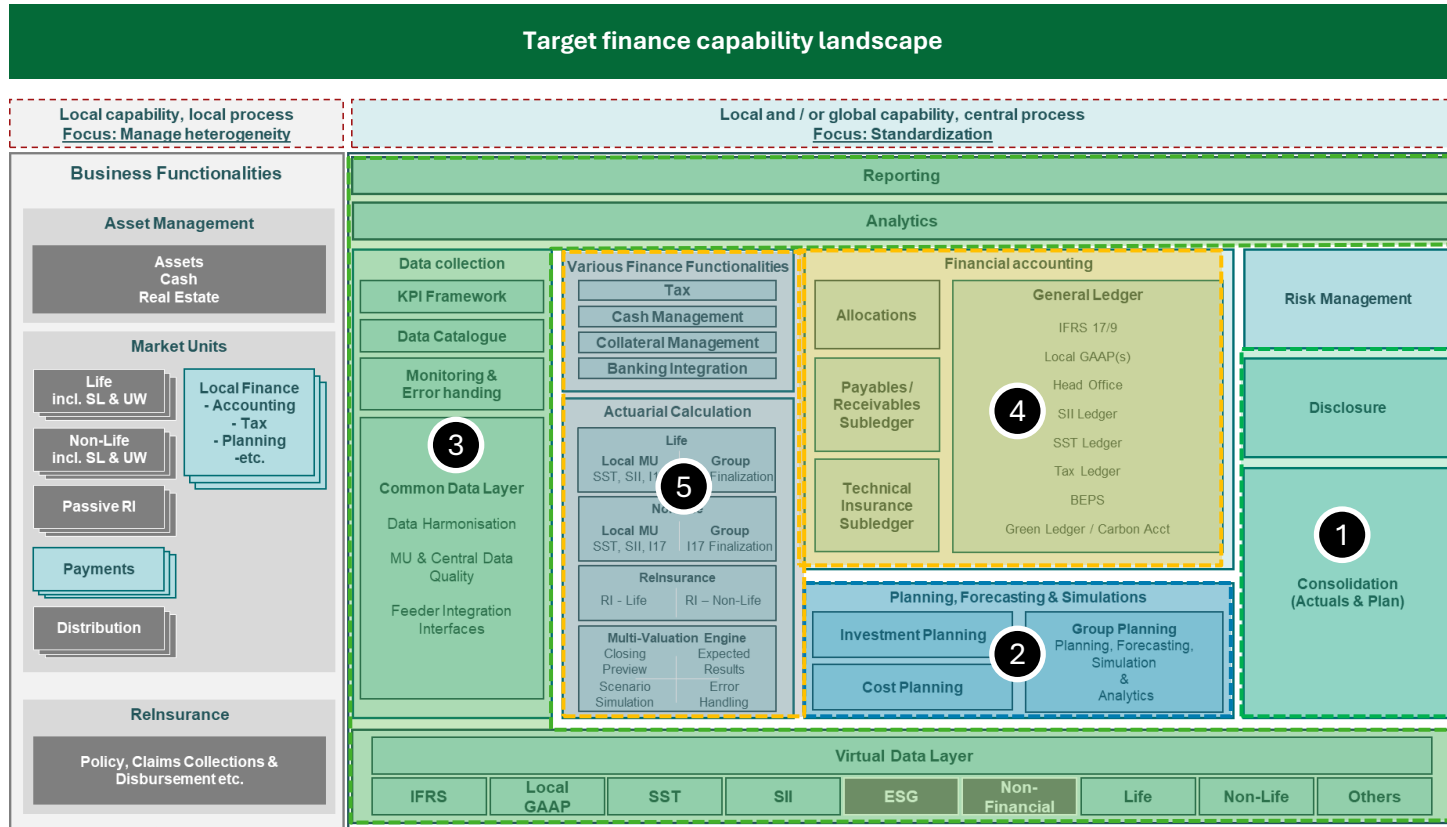 Target finance capability landscape
Local capability, local process
Focus: Manage heterogeneity
Local and / or global capability, central process
Focus: Standardization
Business Functionalities
Asset Management
Assets
Cash
Real Estate
Market Units
Life
incl. SL & UW
Non-Life
incl. SL & UW
Passive RI
Payments
Distribution
Local Finance
- Accounting
- Tax
- Planning
-etc.
ReInsurance
Policy, Claims Collections &
Disbursement etc.
Reporting
Analytics
Data collection
KPI Framework
Data Catalogue
Monitoring &
Error handing
3
Common Data Layer
Data Harmonisation
MU & Central Data
Quality
Feeder Integration
Interfaces
Various Finance Functionalities
Tax
Cash Management
Collateral Management
Banking Integration
Actuarial Calculation
Life
Local MU Group
SST, SII, Finalization
5
Local MU Group
SST, SII, I17 I17 Finalization
ReInsurance
RI - Life RI – Non-Life
Multi-Valuation Engine
Closing Expected
Preview Results
Scenario Error
Simulation Handling
Financial accounting
Allocations
Payables /
Receivables
Subledger
Technical
Insurance
Subledger
General Ledger
IFRS 17/9
Local GAAP(s)
Head Office
4
SII Ledger
SST Ledger
Tax Ledger
BEPS
Green Ledger / Carbon Acct
Planning, Forecasting & Simulations
Investment Planning
Cost Planning
2
Group Planning
Planning, Forecasting,
Simulation
&
Analytics
Risk Management
Disclosure
1
Consolidation
(Actuals & Plan)
Virtual Data Layer
IFRS
Local
GAAP
SST
SII
ESG
Non-
Financial
Life
Non-Life
Others